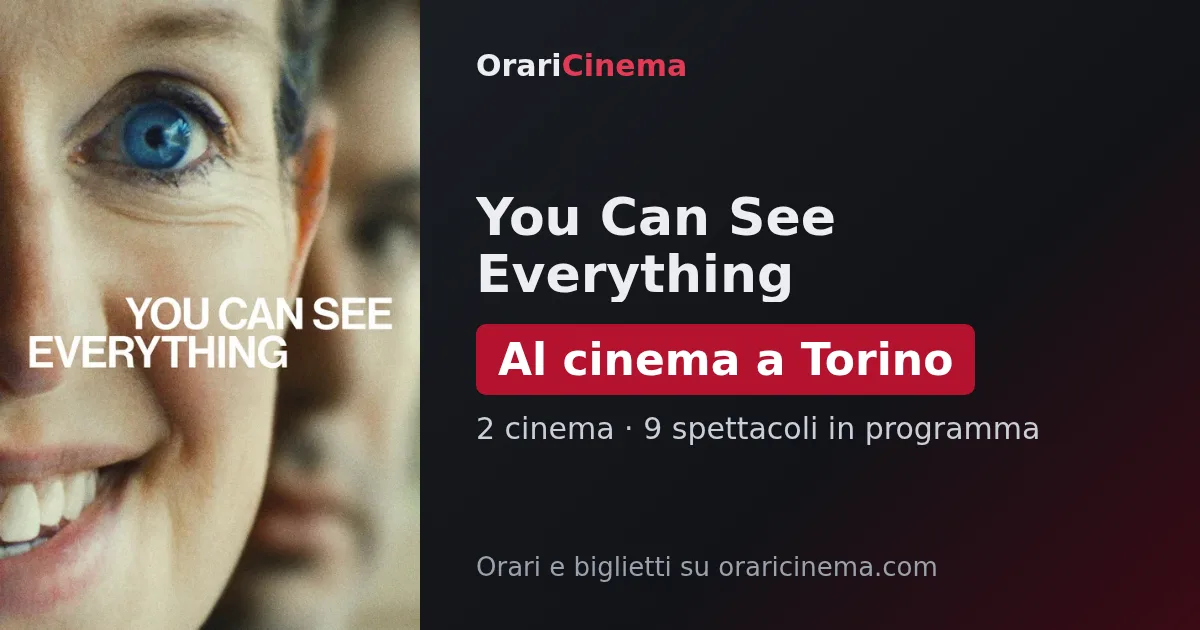 YOU CAN SEE
EVERYTHING
OrariCinema
You Can See
Everything
Al cinema a Torino
2 cinema · 9 spettacoli in programma
Orari e biglietti su oraricinema.com